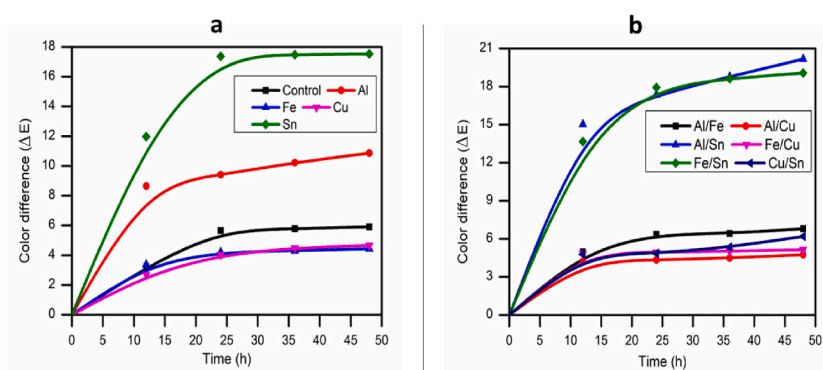 a
18
16
14
12
10
8
6
4
2
0
Color difference (Δ E)
Control Al
Fe Cu
Sn
0 5 10 15 20 25 30 35 40 45 50
Time (h)
b
21
18
15
12
9
6
3
0
Color difference (Δ E)
Al/Fe Al/Cu
Al/Sn Fe/Cu
Fe/Sn Cu/Sn
0 5 10 15 20 25 30 35 40 45 50
Time (h)